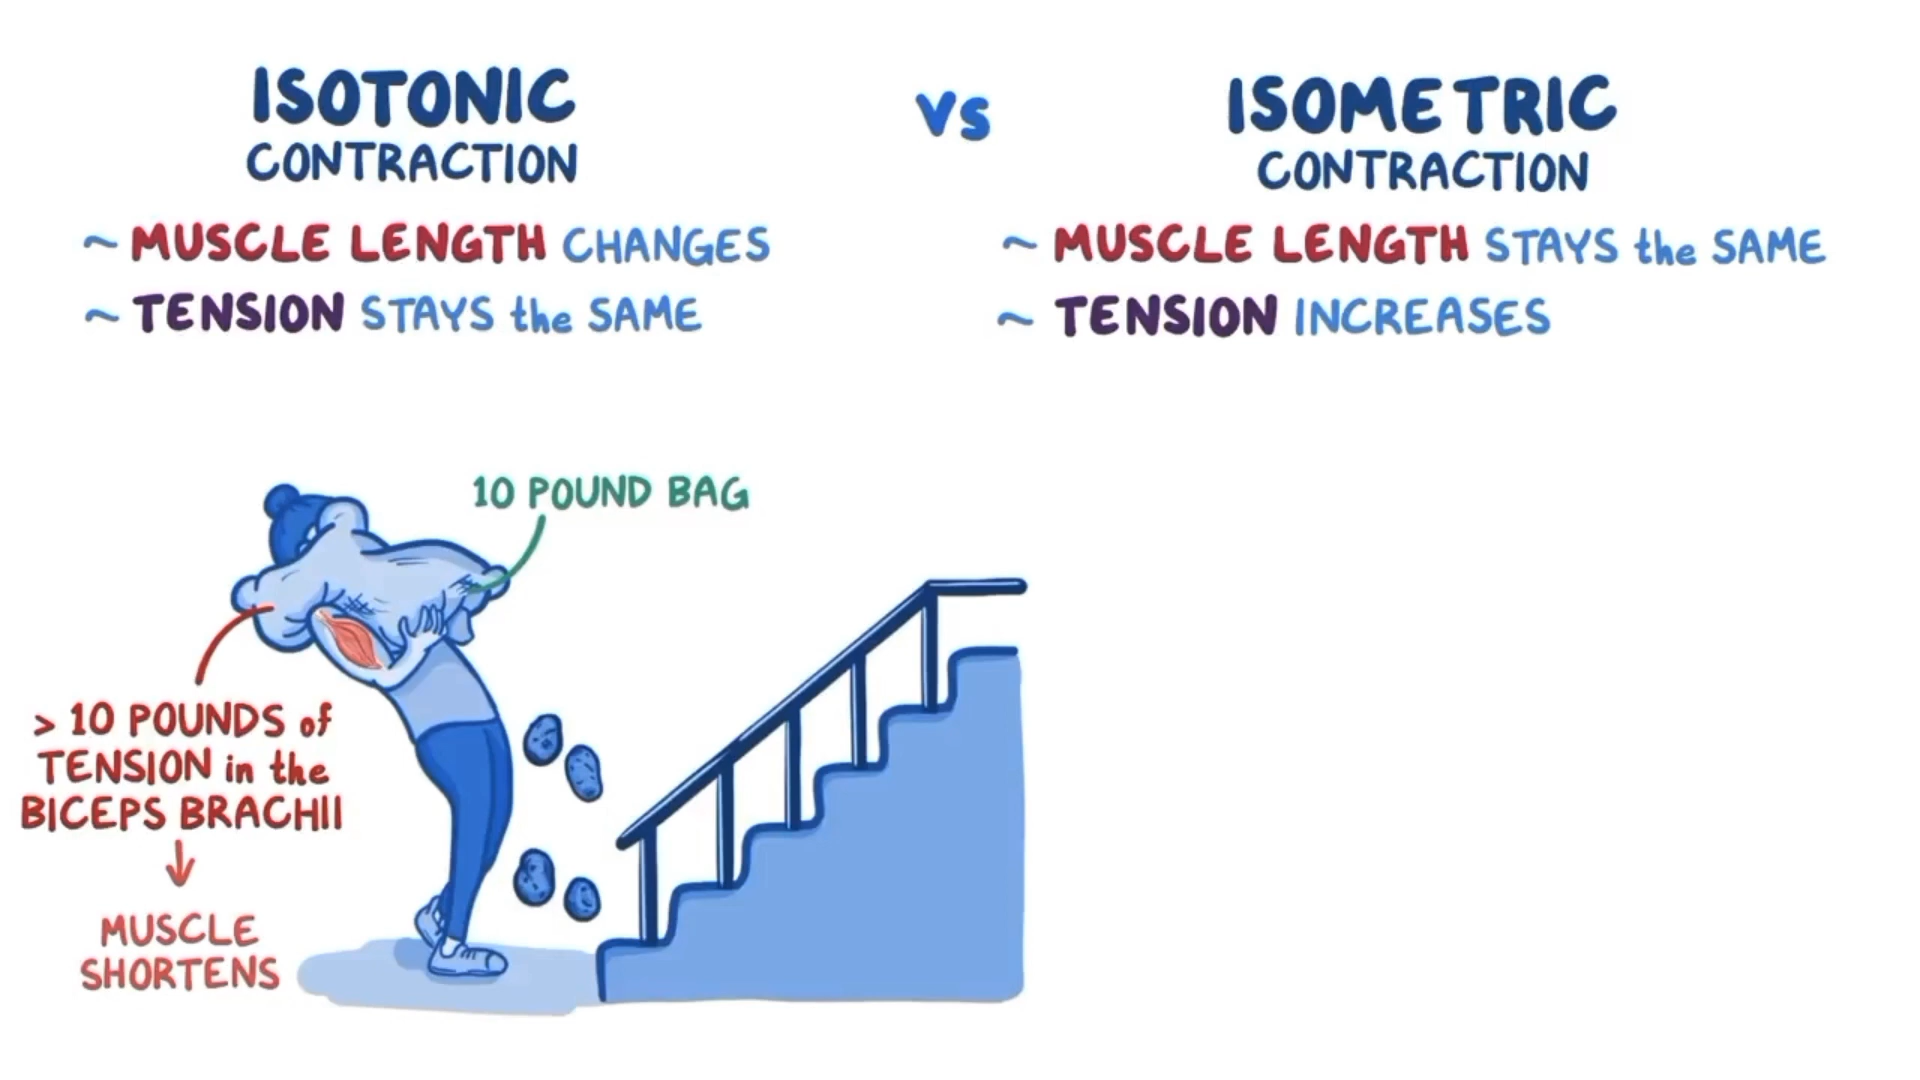 ISOTONIC
CONTRACTION
~ MUSCLE LENGTH CHANGES
~ TENSION STAYS the SAME
vs
ISOMETRIC
CONTRACTION
~ MUSCLE LENGTH STAYS the SAME
~ TENSION INCREASES
10 POUND BAG
> 10 POUNDS of
TENSION in the
BICEPS BRACHII
↓
MUSCLE
SHORTENS